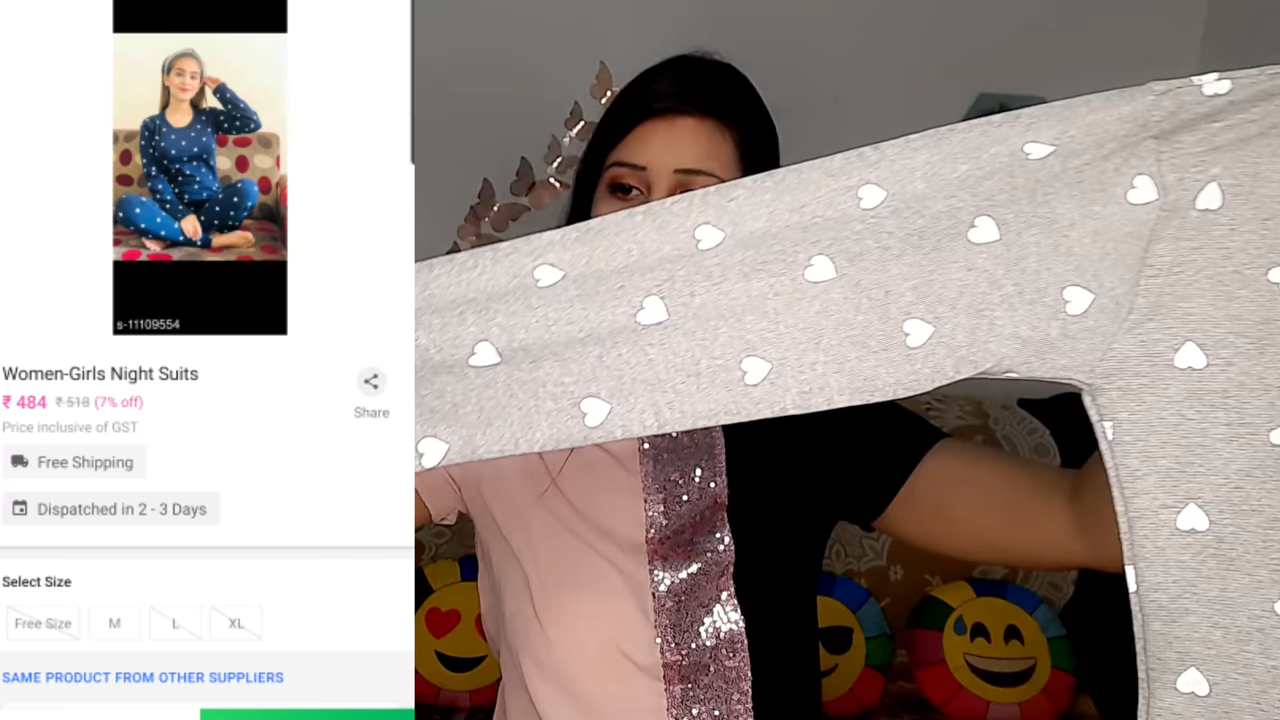 s-11109554
Women-Girls Night Suits
₹ 484 ₹ 518 (7% off)
Share
Price inclusive of GST
Free Shipping
Dispatched in 2 - 3 Days
Select Size
Free Size M L XL
SAME PRODUCT FROM OTHER SUPPLIERS